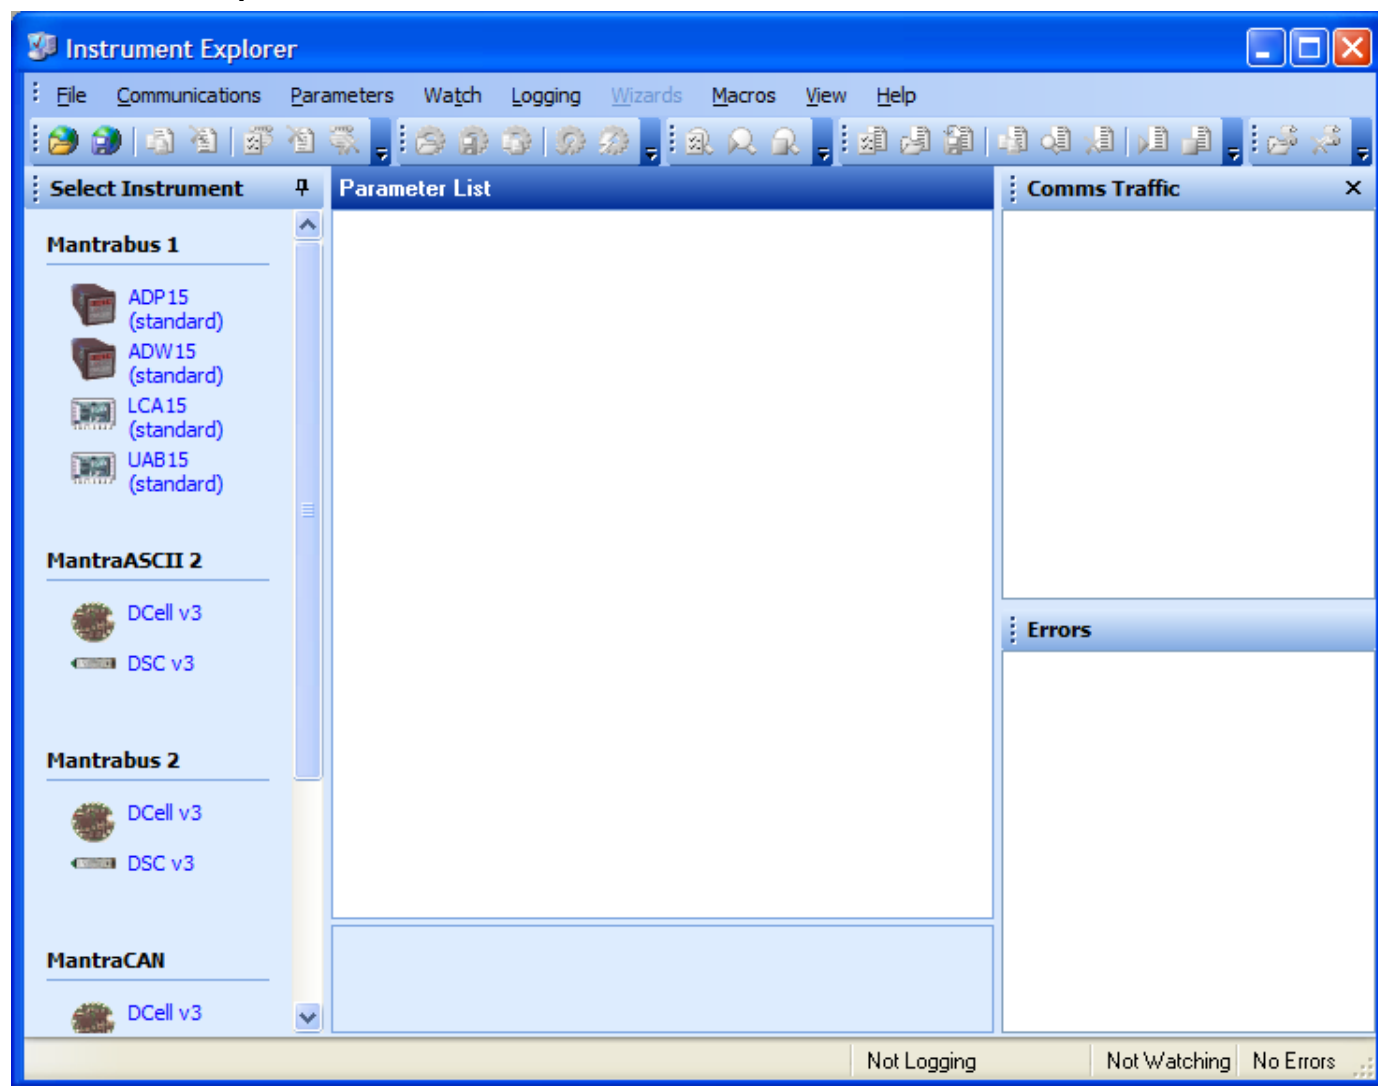 Instrument Explorer
File Communications Parameters Watch Logging Wizards Macros View Help
Select Instrument
Mantrabus 1
ADP15
(standard)
ADW15
(standard)
LCA15
(standard)
UAB15
(standard)
MantraASCII 2
DCell v3
DSC v3
Mantrabus 2
DCell v3
DSC v3
MantraCAN
DCell v3
Parameter List
Comms Traffic
Errors
Not Logging Not Watching No Errors